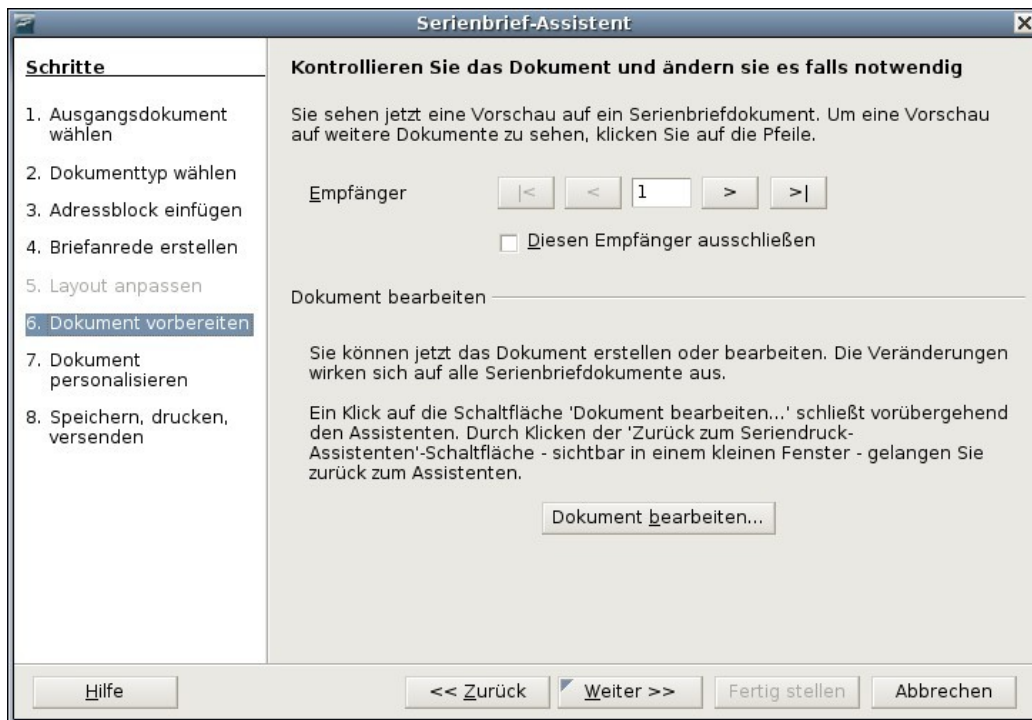 Serienbrief-Assistent
Schritte
1. Ausgangsdokument
wählen
2. Dokumenttyp wählen
3. Adressblock einfügen
4. Briefanrede erstellen
5. Layout anpassen
6. Dokument vorbereiten
7. Dokument
personalisieren
8. Speichern, drucken,
versenden
Kontrollieren Sie das Dokument und ändern sie es falls notwendig
Sie sehen jetzt eine Vorschau auf ein Serienbriefdokument. Um eine Vorschau
auf weitere Dokumente zu sehen, klicken Sie auf die Pfeile.
Empfänger |< < 1 > >|
Diesen Empfänger ausschließen
Dokument bearbeiten
Sie können jetzt das Dokument erstellen oder bearbeiten. Die Veränderungen
wirken sich auf alle Serienbriefdokumente aus.
Ein Klick auf die Schaltfläche 'Dokument bearbeiten...' schließt vorübergehend
den Assistenten. Durch Klicken der 'Zurück zum Seriendruck-
Assistenten'-Schaltfläche - sichtbar in einem kleinen Fenster - gelangen Sie
zurück zum Assistenten.
Dokument bearbeiten...
Hilfe << Zurück Weiter >> Fertig stellen Abbrechen